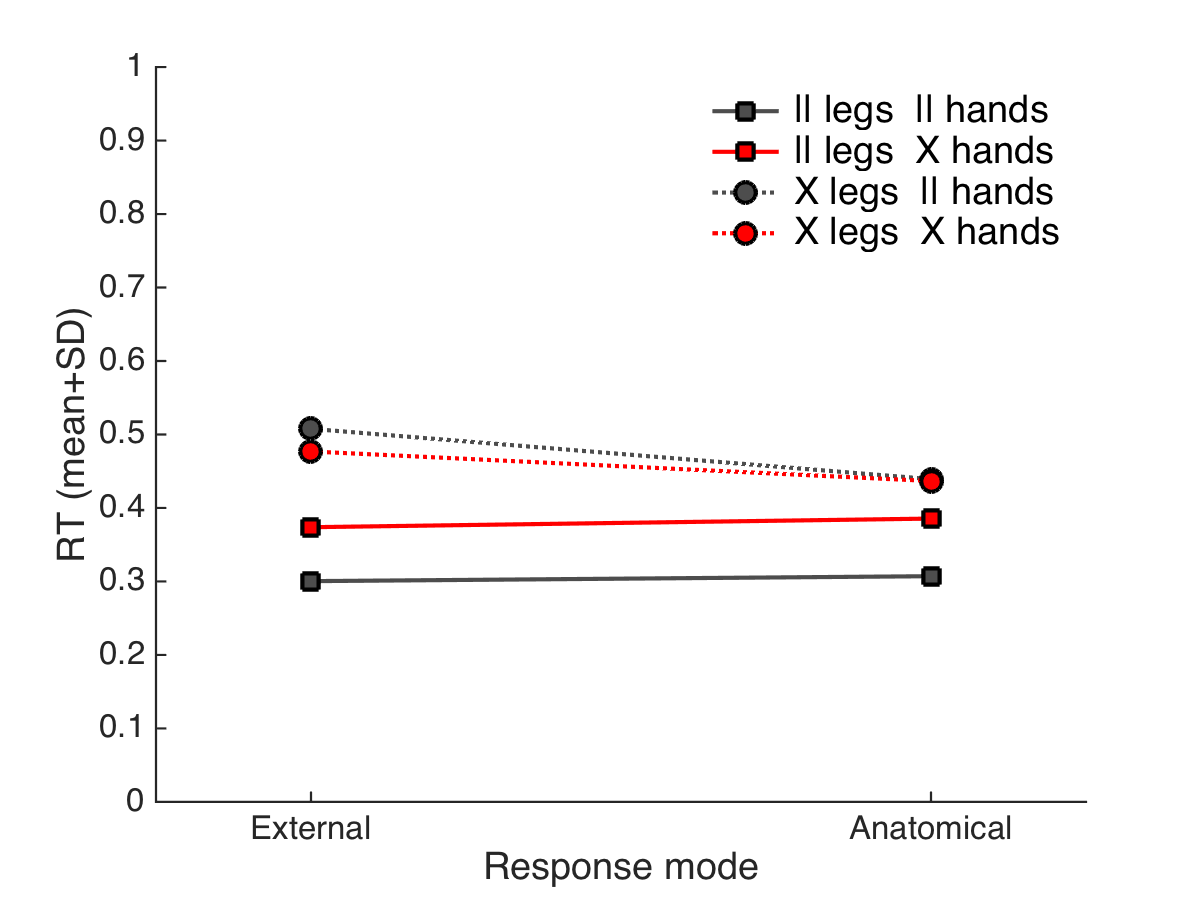 1
0.9
0.8
0.7
0.6
0.5
0.4
0.3
0.2
0.1
0
RT (mean+SD)
ll legs  ll hands
ll legs  X hands
X legs  ll hands
X legs  X hands
External
Anatomical
Response mode